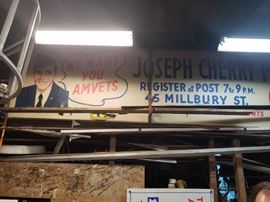 WE WANT
YOU
AMVETS
JOSEPH CHERRY P
REGISTER at POST 7 to 9 P.M.
45 MILLBURY ST.